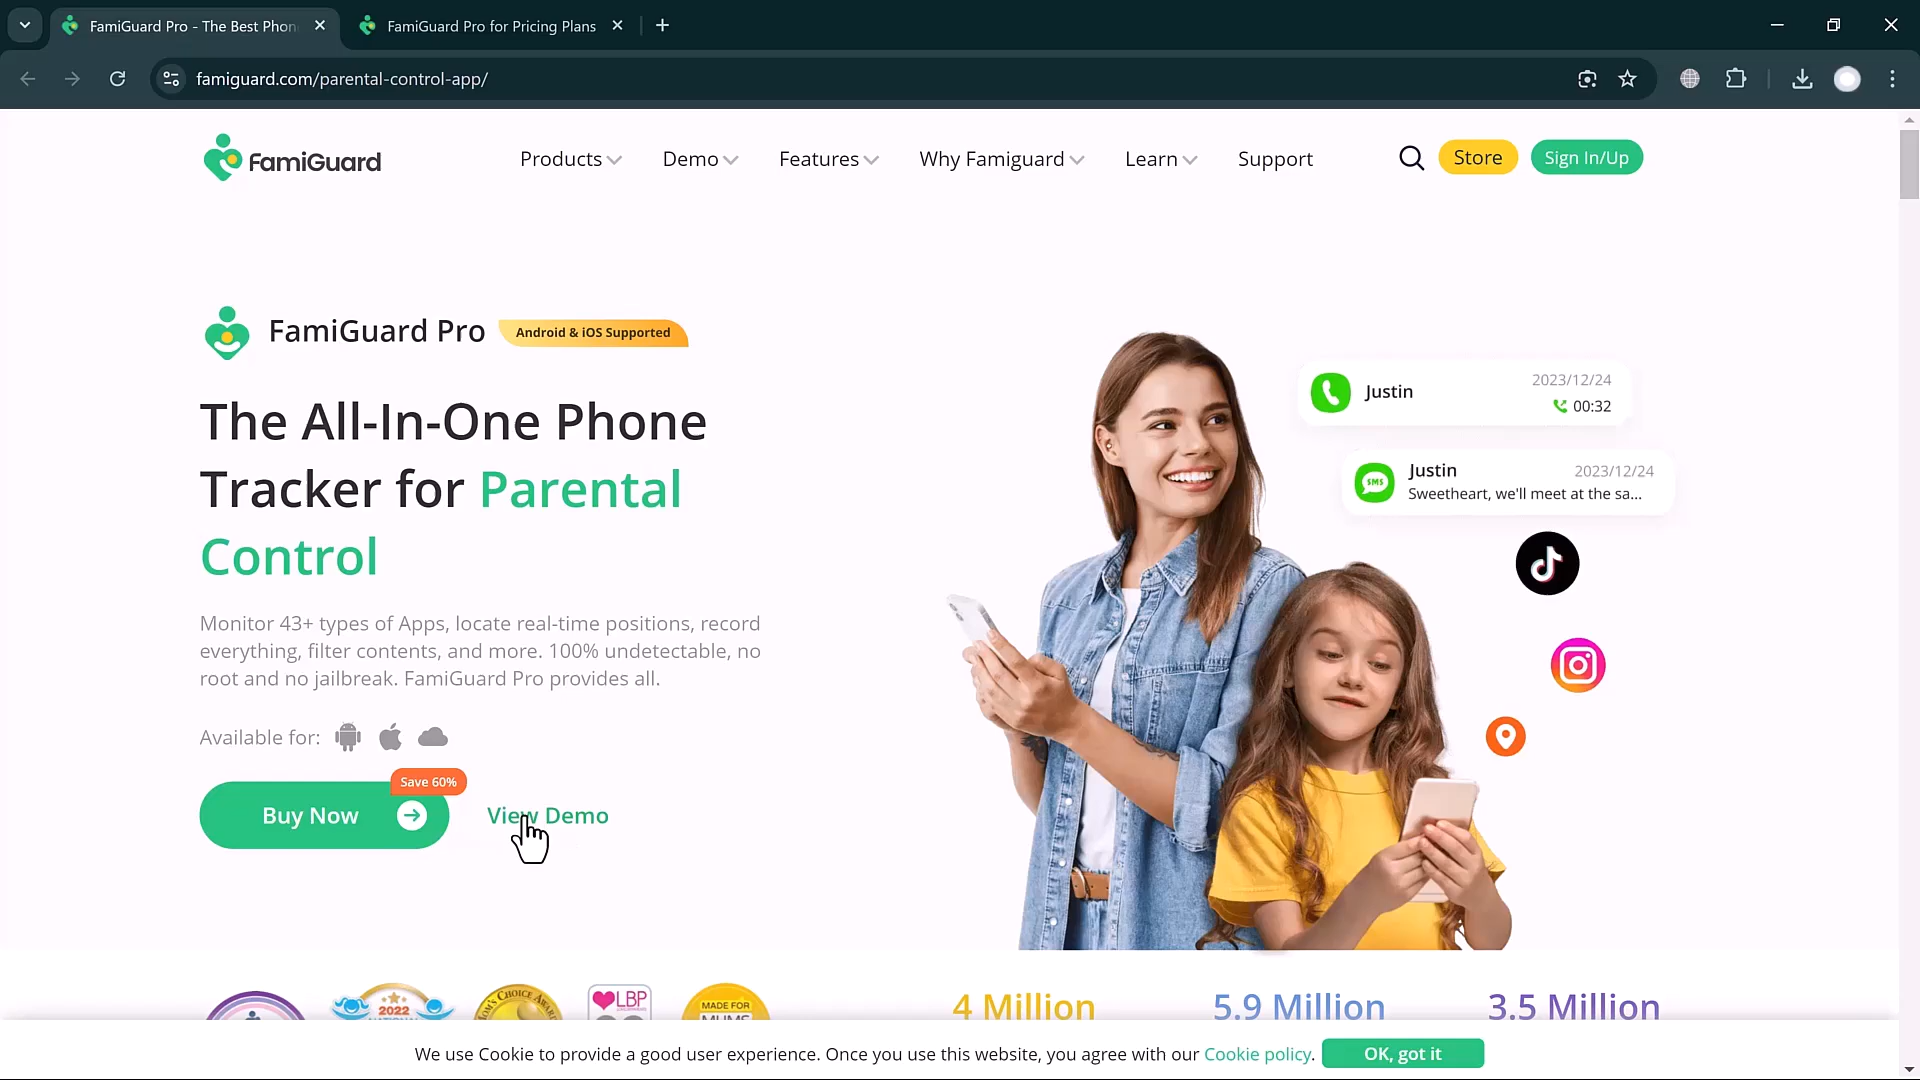 FamiGuard Pro - The Best Phon
FamiGuard Pro for Pricing Plans
famiguard.com/parental-control-app/
FamiGuard
Products
Demo
Features
Why Famiguard
Learn
Support
Store
Sign In/Up
FamiGuard Pro
Android & iOS Supported
The All-In-One Phone
Tracker for Parental
Control
Monitor 43+ types of Apps, locate real-time positions, record
everything, filter contents, and more. 100% undetectable, no
root and no jailbreak. FamiGuard Pro provides all.
Available for:
Save 60%
Buy Now
View Demo
Justin
2023/12/24
00:32
SMS
Justin
2023/12/24
Sweetheart, we'll meet at the sa...
2022
MOM'S CHOICE AWARDS
LBP
MADE FOR
MUMS
4 Million
5.9 Million
3.5 Million
We use Cookie to provide a good user experience. Once you use this website, you agree with our Cookie policy.
OK, got it